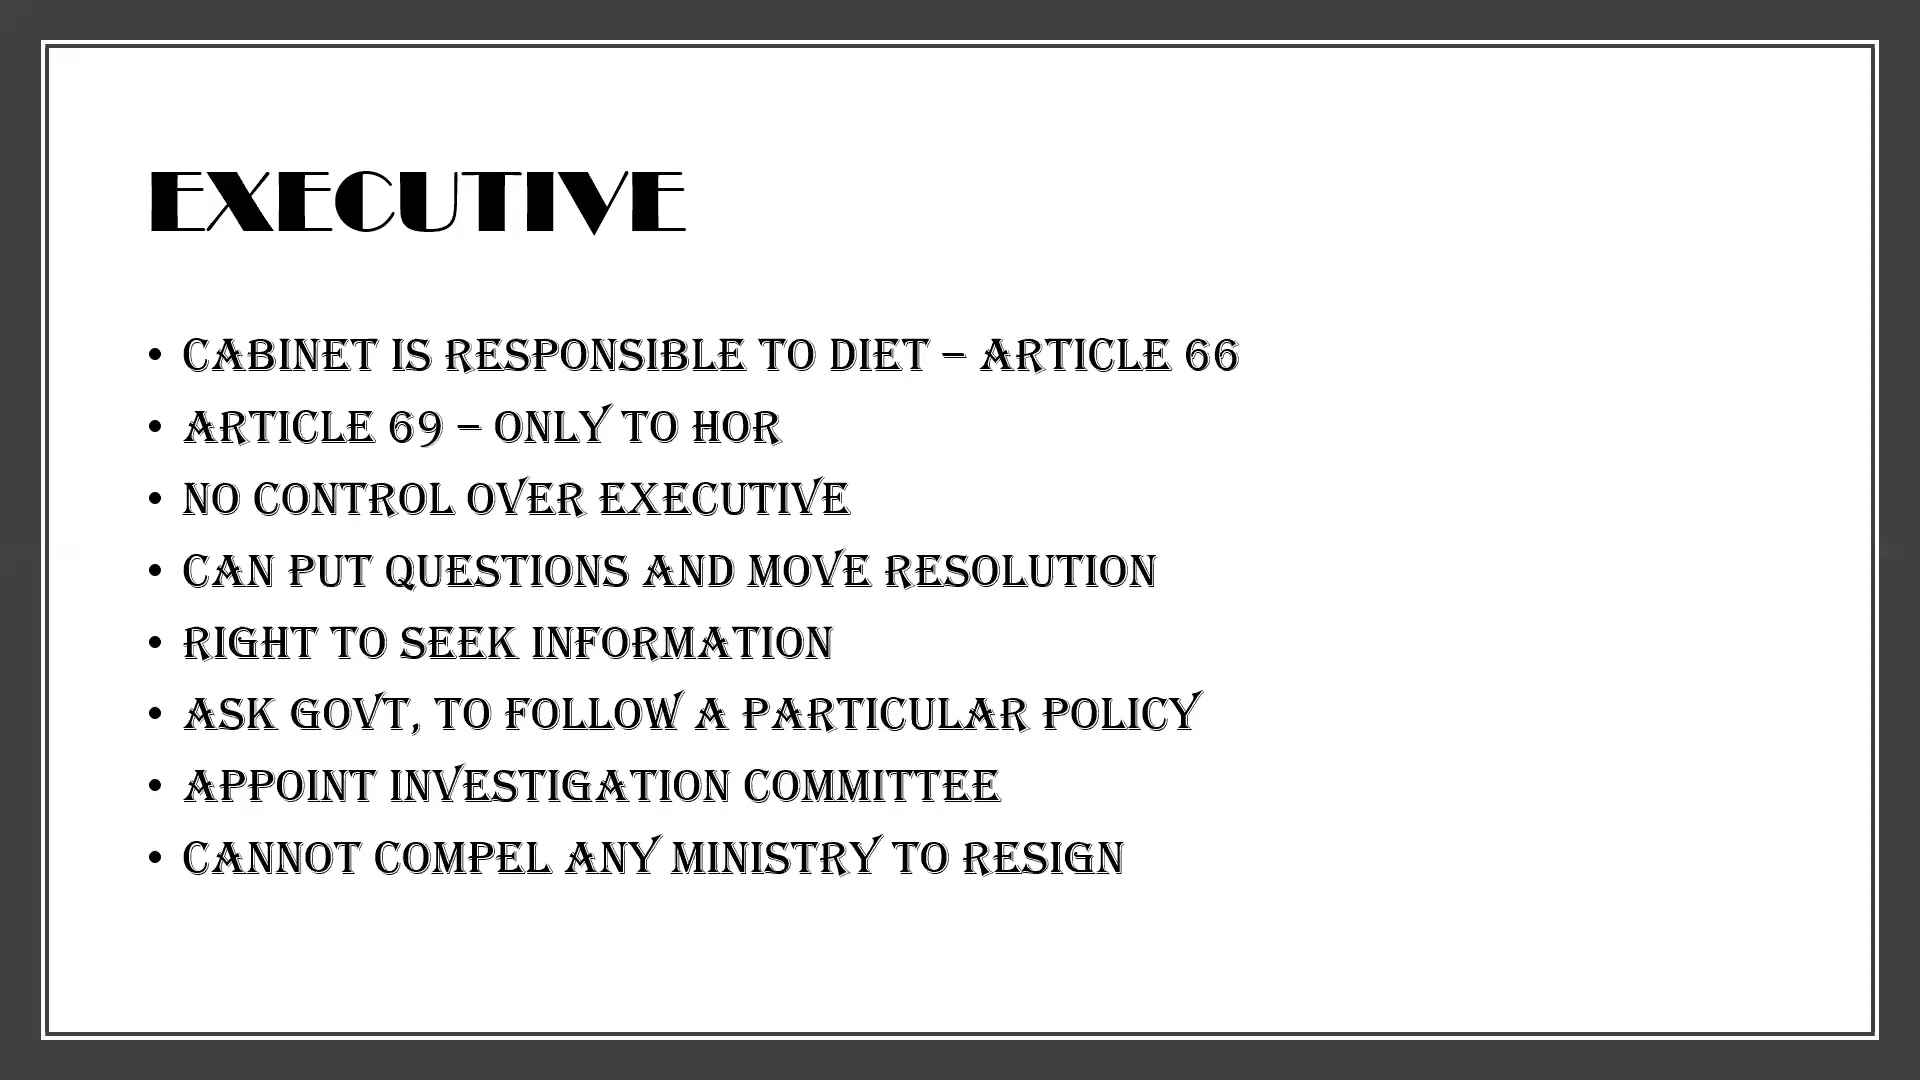 EXECUTIVE
• CABINET IS RESPONSIBLE TO DIET – ARTICLE 66
• ARTICLE 69 – ONLY TO HOR
• NO CONTROL OVER EXECUTIVE
• CAN PUT QUESTIONS AND MOVE RESOLUTION
• RIGHT TO SEEK INFORMATION
• ASK GOVT, TO FOLLOW A PARTICULAR POLICY
• APPOINT INVESTIGATION COMMITTEE
• CANNOT COMPEL ANY MINISTRY TO RESIGN